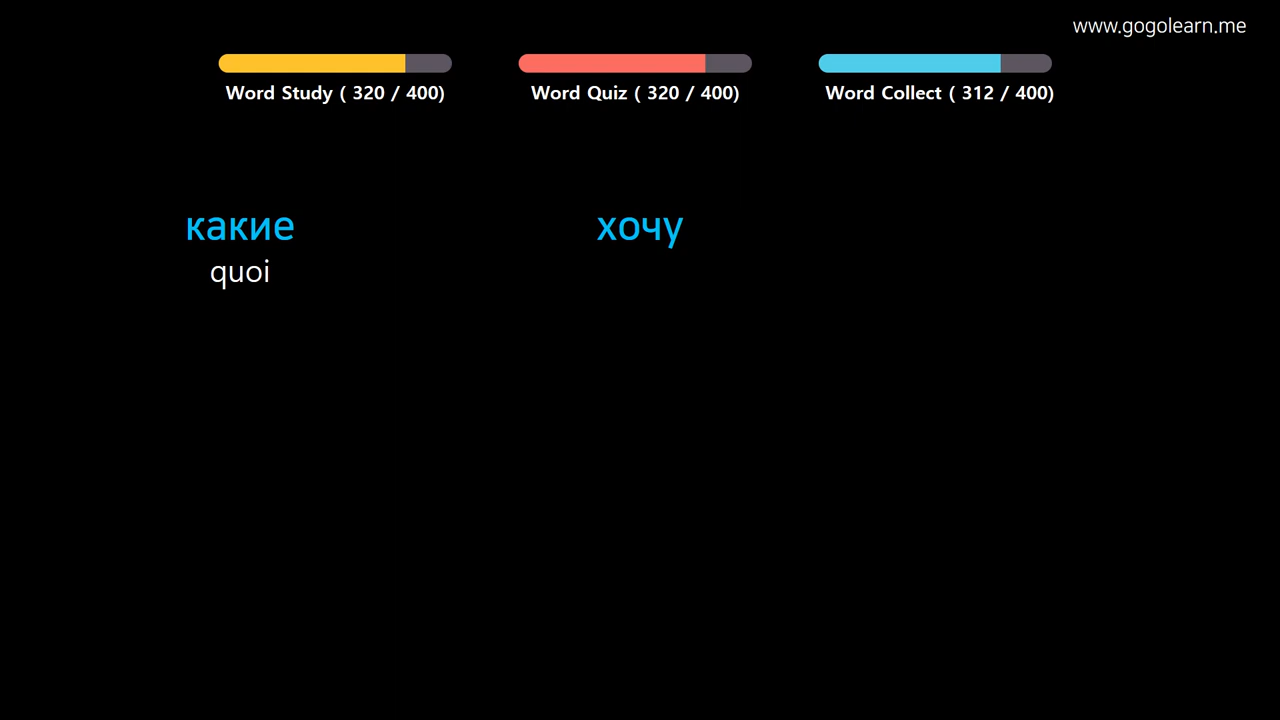 www.gogolearn.me
Word Study ( 320 / 400)
Word Quiz ( 320 / 400)
Word Collect ( 312 / 400)
какие
quoi
хочу